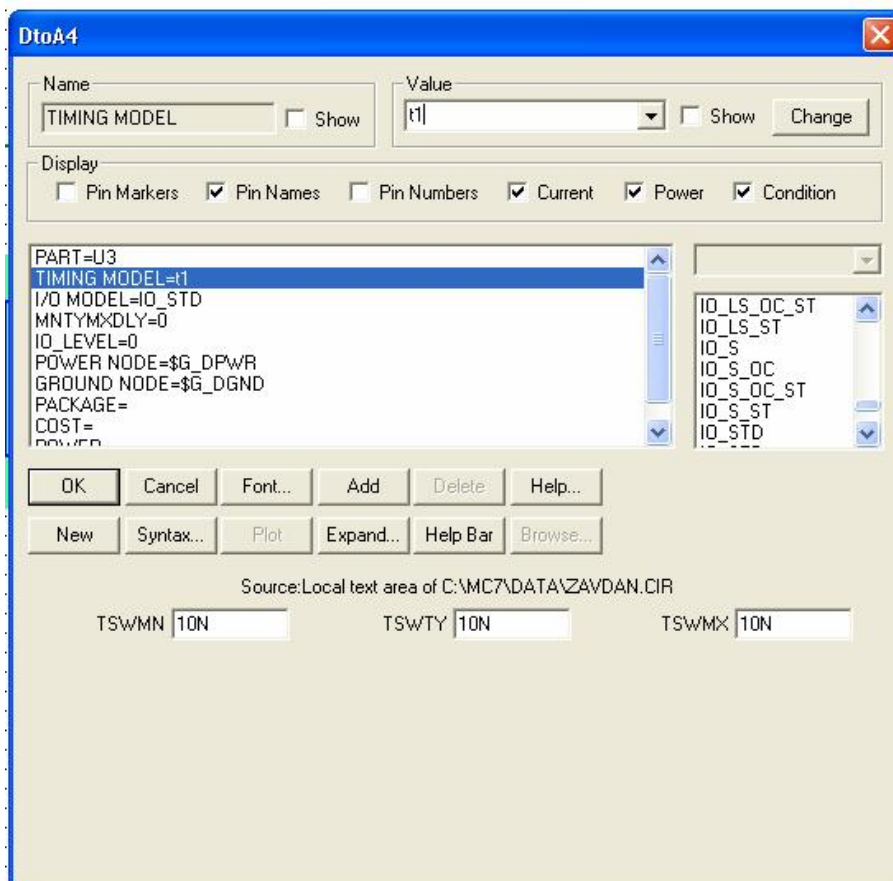 DtoA4
Name
TIMING MODEL Show
Value
t1 Show Change
Display
Pin Markers Pin Names Pin Numbers Current Power Condition
PART=U3
TIMING MODEL=t1
I/O MODEL=IO_STD
MNTYMXDLY=0
IO_LEVEL=0
POWER NODE=$G_DPWR
GROUND NODE=$G_DGND
PACKAGE=
COST=
POWER=
IO_LS_OC_ST
IO_LS_ST
IO_S
IO_S_OC
IO_S_OC_ST
IO_S_ST
IO_STD
OK Cancel Font... Add Delete Help...
New Syntax... Plot Expand... Help Bar Browse...
Source:Local text area of C:\MC7\DATA\ZAVDAN.CIR
TSWMN 10N TSWTY 10N TSWMX 10N